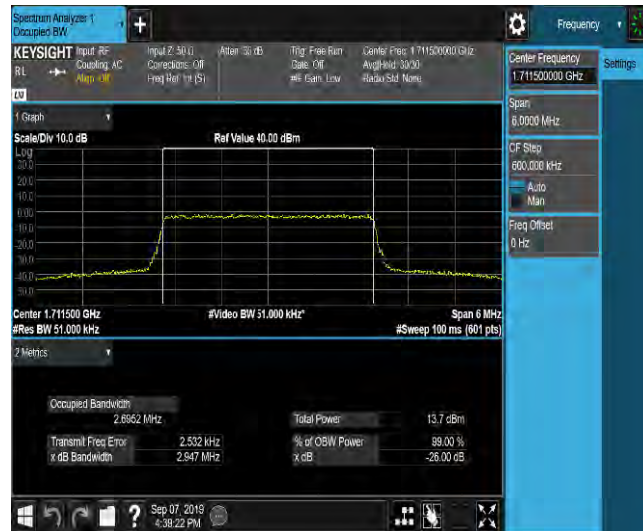 Spectrum Analyzer 1
Occupied BW
Frequency
KEYSIGHT Input: RF
Coupling: AC
Align: Off
Input Z: 50 Ω
Corrections: Off
Freq Ref: Int (S)
Atten: 30 dB
Trig: Free Run
Gate: Off
#IF Gain: Low
Center Freq: 1.711500000 GHz
Avg|Hold: 30/30
Radio Std: None
RL
LXI
Center Frequency
1.711500000 GHz
Settings
Span
6.0000 MHz
CF Step
600.000 kHz
Auto
Man
Freq Offset
0 Hz
1 Graph
Scale/Div 10.0 dB
Ref Value 40.00 dBm
Log
30.0
20.0
10.0
0.00
-10.0
-20.0
-30.0
-40.0
-50.0
Center 1.711500 GHz
#Video BW 51.000 kHz*
Span 6 MHz
#Res BW 51.000 kHz
#Sweep 100 ms (601 pts)
2 Metrics
Occupied Bandwidth
2.6952 MHz
Total Power
13.7 dBm
Transmit Freq Error
2.532 kHz
% of OBW Power
99.00 %
x dB Bandwidth
2.947 MHz
x dB
-26.00 dB
Sep 07, 2019
4:39:22 PM